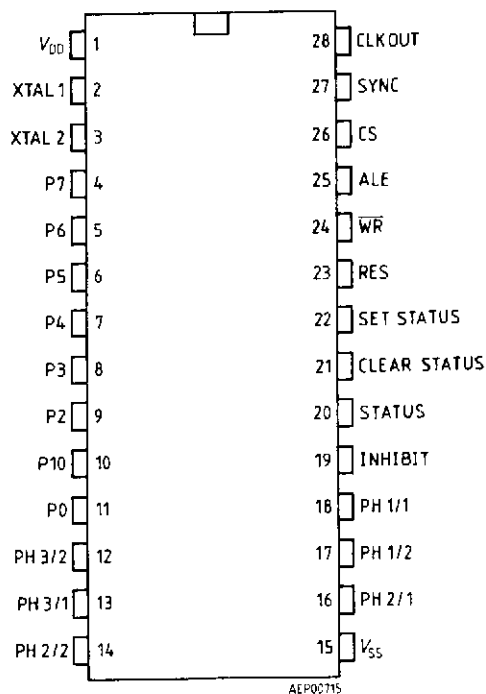 V_DD 1 28 CLKOUT
XTAL 1 2 27 SYNC
XTAL 2 3 26 CS
P7 4 25 ALE
P6 5 24 W̅R̅
P5 6 23 RES
P4 7 22 SET STATUS
P3 8 21 CLEAR STATUS
P2 9 20 STATUS
P10 10 19 INHIBIT
P0 11 18 PH 1/1
PH 3/2 12 17 PH 1/2
PH 3/1 13 16 PH 2/1
PH 2/2 14 15 V_SS
AEP00715